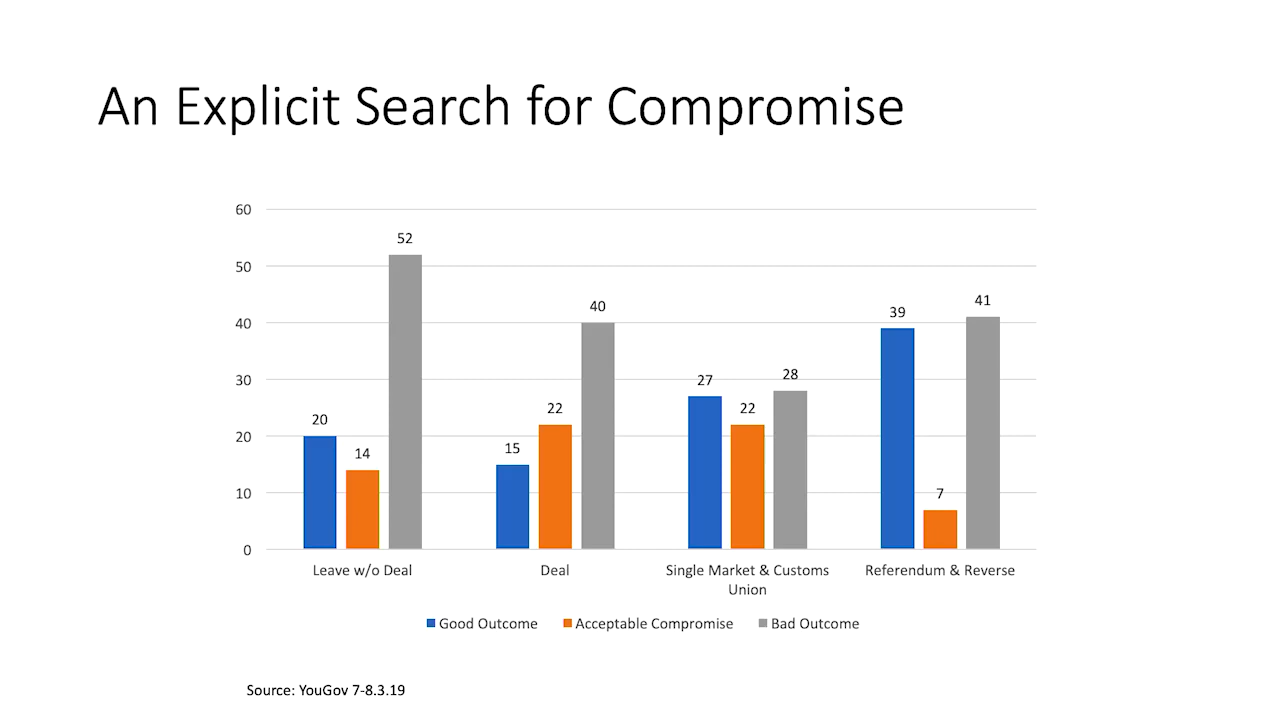 An Explicit Search for Compromise
60
50
40
30
20
10
0
20
14
52
15
22
40
27
22
28
39
7
41
Leave w/o Deal
Deal
Single Market & Customs
Union
Referendum & Reverse
Good Outcome
Acceptable Compromise
Bad Outcome
Source: YouGov 7-8.3.19